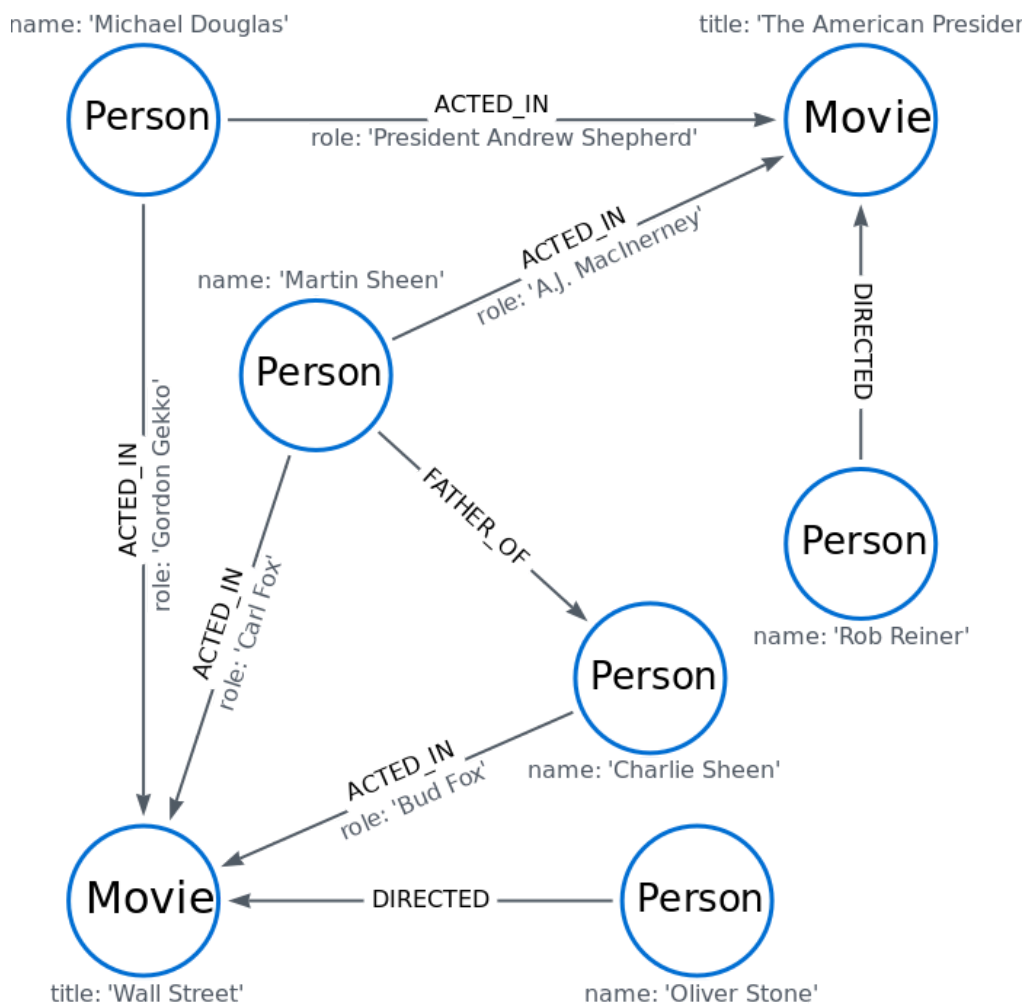 name: 'Michael Douglas'
title: 'The American Presiden
Person
ACTED_IN
role: 'President Andrew Shepherd'
Movie
ACTED_IN
role: 'A.J. MacInerney'
name: 'Martin Sheen'
Person
DIRECTED
ACTED_IN
role: 'Gordon Gekko'
FATHER_OF
Person
name: 'Rob Reiner'
ACTED_IN
role: 'Carl Fox'
Person
name: 'Charlie Sheen'
ACTED_IN
role: 'Bud Fox'
Movie
DIRECTED
Person
title: 'Wall Street'
name: 'Oliver Stone'